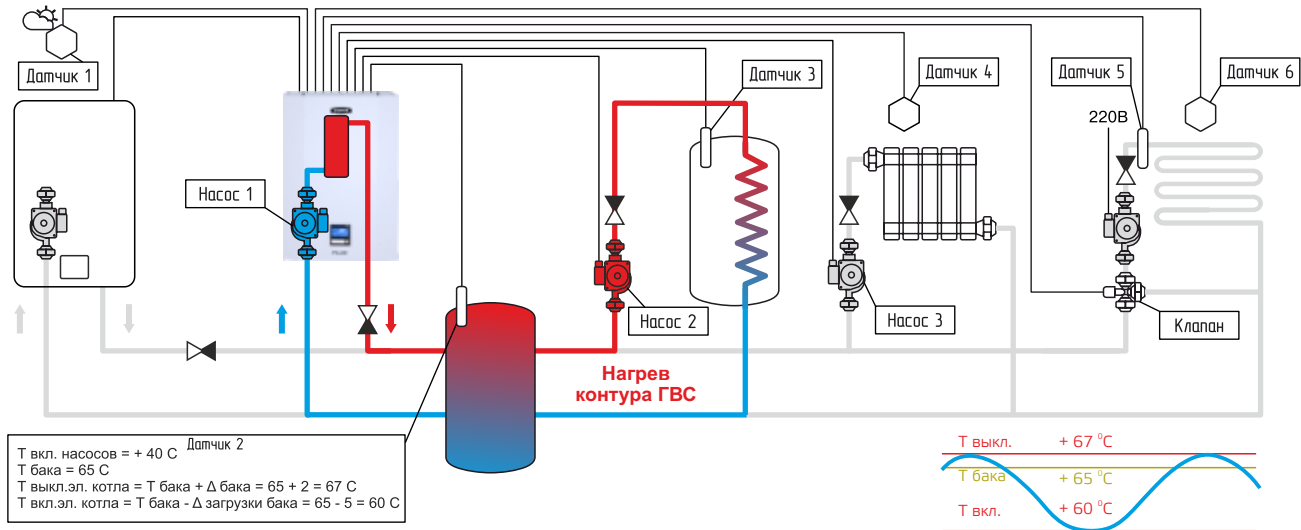 Датчик 1
Датчик 3
Датчик 4
Датчик 5
Датчик 6
220В
Насос 1
Насос 2
Насос 3
Клапан
Нагрев
контура ГВС
Датчик 2
Т вкл. насосов = + 40 С
Т бака = 65 С
Т выкл.эл. котла = Т бака + Δ бака = 65 + 2 = 67 С
Т вкл.эл. котла = Т бака - Δ загрузки бака = 65 - 5 = 60 С
Т выкл. + 67 °С
Т бака + 65 °С
Т вкл. + 60 °С